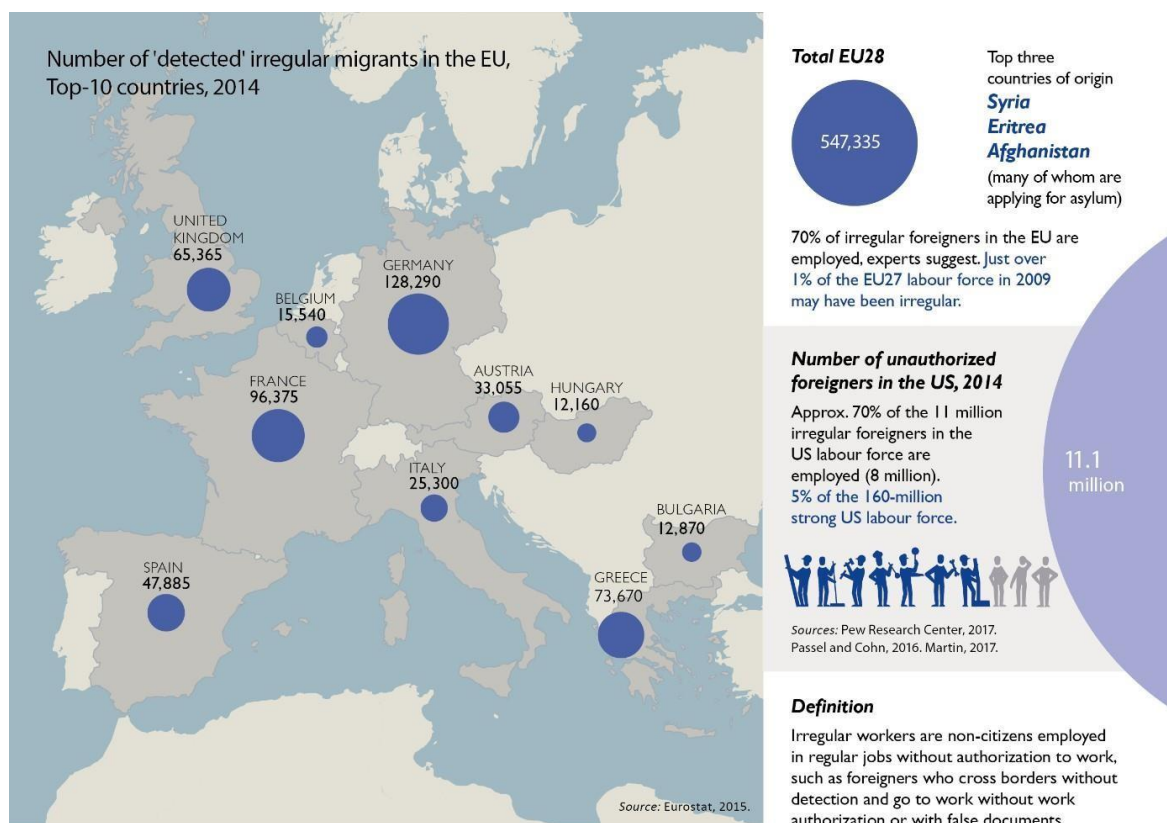 Number of 'detected' irregular migrants in the EU,
Top-10 countries, 2014
UNITED
KINGDOM
65,365
BELGIUM
15,540
GERMANY
128,290
FRANCE
96,375
AUSTRIA
33,055
HUNGARY
12,160
ITALY
25,300
BULGARIA
12,870
SPAIN
47,885
GREECE
73,670
Source: Eurostat, 2015.
Total EU28
547,335
Top three
countries of origin
Syria
Eritrea
Afghanistan
(many of whom are
applying for asylum)
70% of irregular foreigners in the EU are
employed, experts suggest. Just over
1% of the EU27 labour force in 2009
may have been irregular.
Number of unauthorized
foreigners in the US, 2014
Approx. 70% of the 11 million
irregular foreigners in the
US labour force are
employed (8 million).
5% of the 160-million
strong US labour force.
11.1
million
Sources: Pew Research Center, 2017.
Passel and Cohn, 2016. Martin, 2017.
Definition
Irregular workers are non-citizens employed
in regular jobs without authorization to work,
such as foreigners who cross borders without
detection and go to work without work
authorization or with false documents